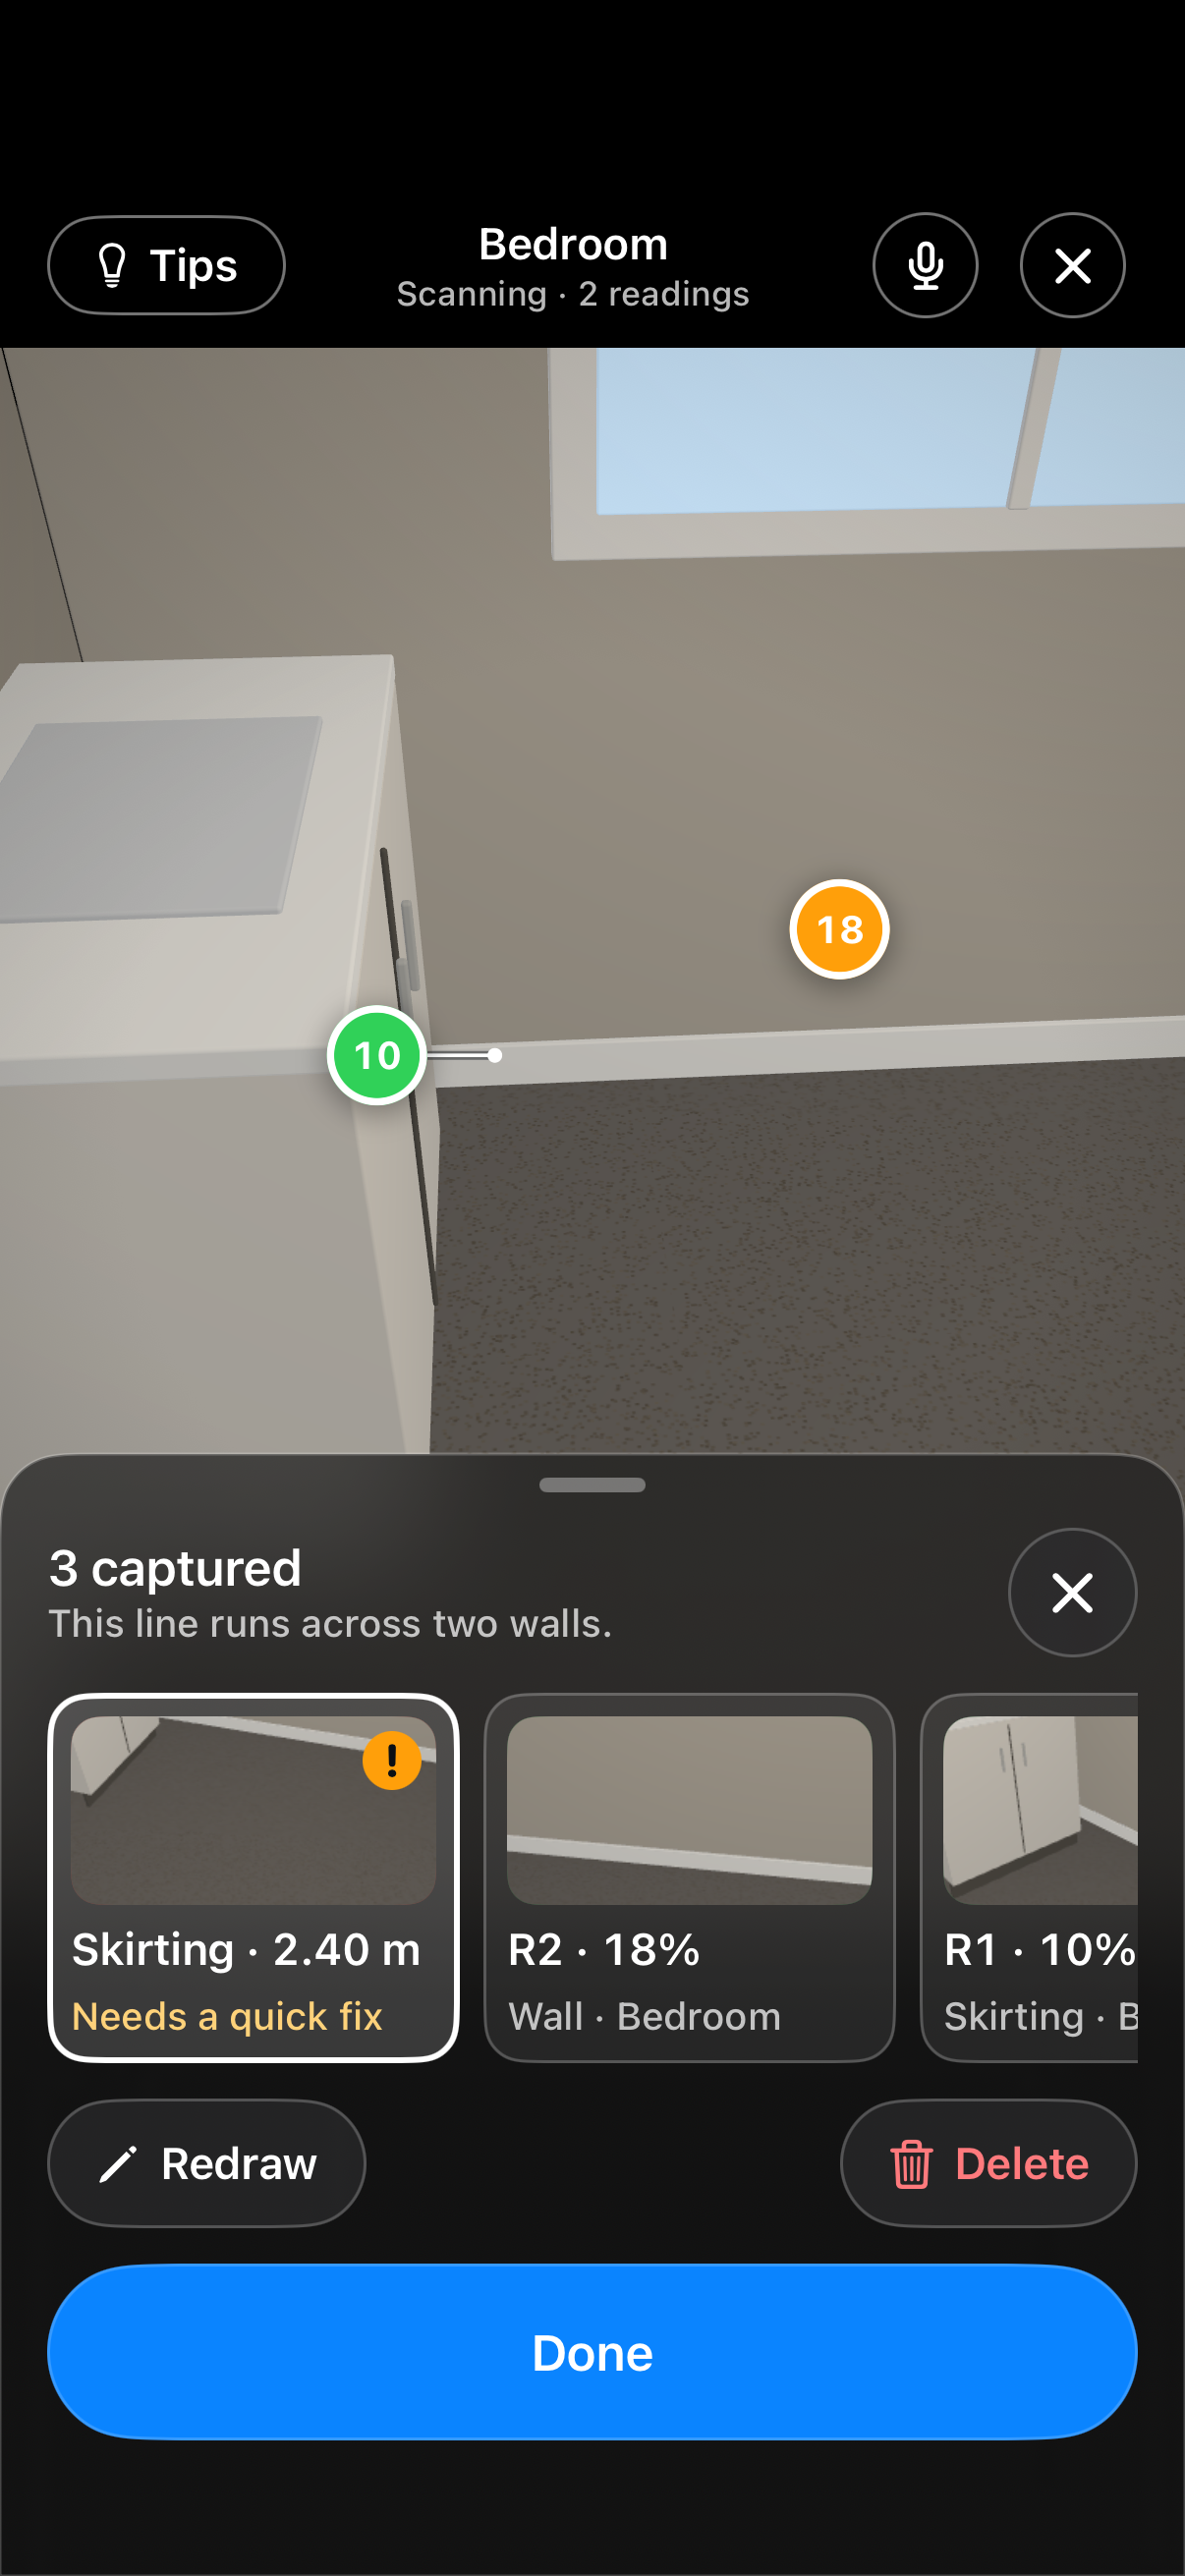 Tips
Bedroom
Scanning · 2 readings
18
10
3 captured
This line runs across two walls.
Skirting · 2.40 m
Needs a quick fix
R2 · 18%
Wall · Bedroom
R1 · 10%
Skirting ·
Redraw
Delete
Done